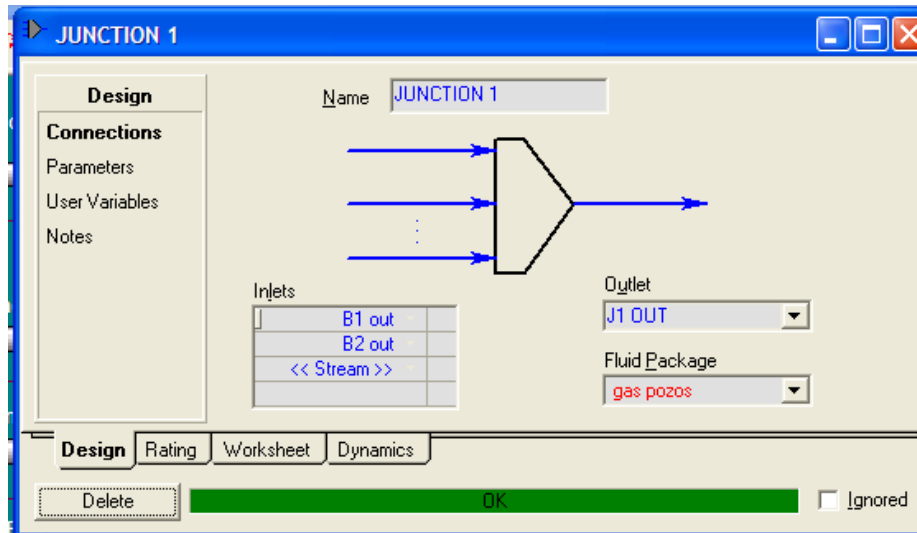 JUNCTION 1
Design
Connections
Parameters
User Variables
Notes
Name JUNCTION 1
Inlets
B1 out
B2 out
<< Stream >>
Outlet
J1 OUT
Fluid Package
gas pozos
Design Rating Worksheet Dynamics
Delete OK Ignored